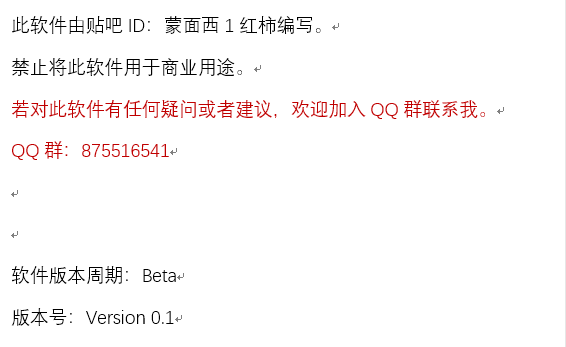 此软件由贴吧 ID：蒙面西 1 红柿编写。
禁止将此软件用于商业用途。
若对此软件有任何疑问或者建议，欢迎加入 QQ 群联系我。
QQ 群：875516541
软件版本周期：Beta
版本号：Version 0.1